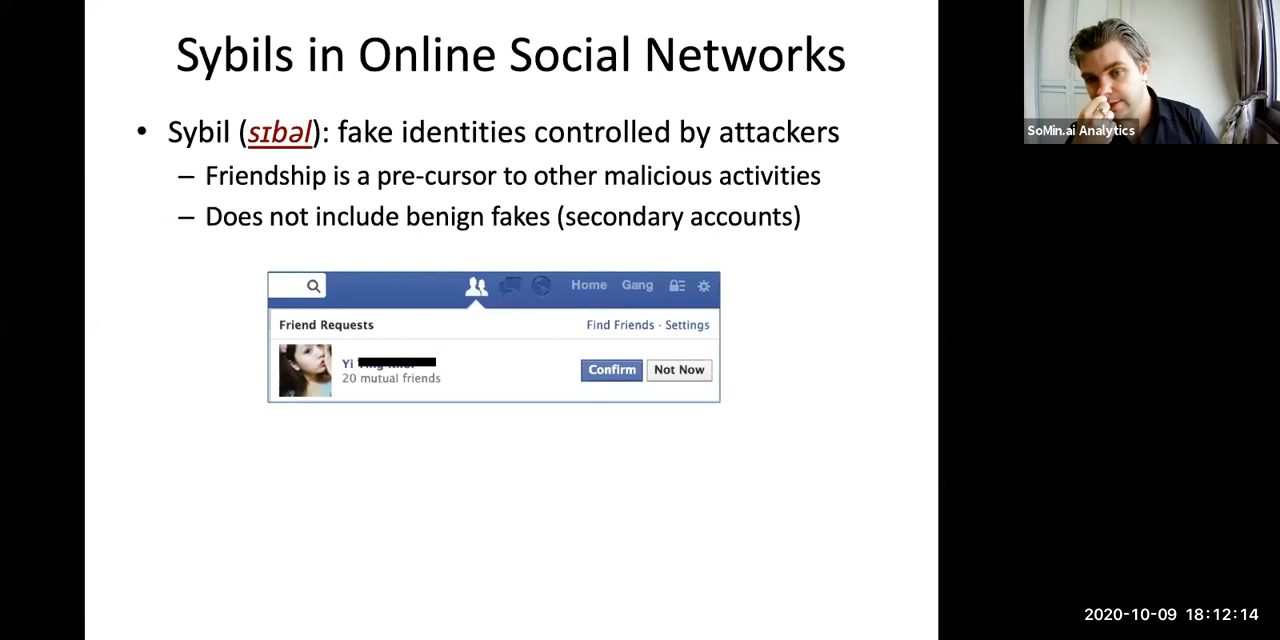 Sybils in Online Social Networks
• Sybil (sɪbəl): fake identities controlled by attackers
– Friendship is a pre-cursor to other malicious activities
– Does not include benign fakes (secondary accounts)
Home Gang
Friend Requests Find Friends · Settings
Yi
20 mutual friends
Confirm Not Now
SoMin.ai Analytics
2020-10-09 18:12:14